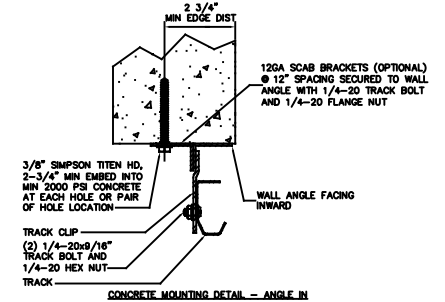 2 3/4"
MIN EDGE DIST
12GA SCAB BRACKETS (OPTIONAL)
@ 12" SPACING SECURED TO WALL
ANGLE WITH 1/4-20 TRACK BOLT
AND 1/4-20 FLANGE NUT
3/8" SIMPSON TITEN HD,
2-3/4" MIN EMBED INTO
MIN 2000 PSI CONCRETE
AT EACH HOLE OR PAIR
OF HOLE LOCATION
WALL ANGLE FACING
INWARD
TRACK CLIP
(2) 1/4-20x9/16"
TRACK BOLT AND
1/4-20 HEX NUT
TRACK
CONCRETE MOUNTING DETAIL - ANGLE IN